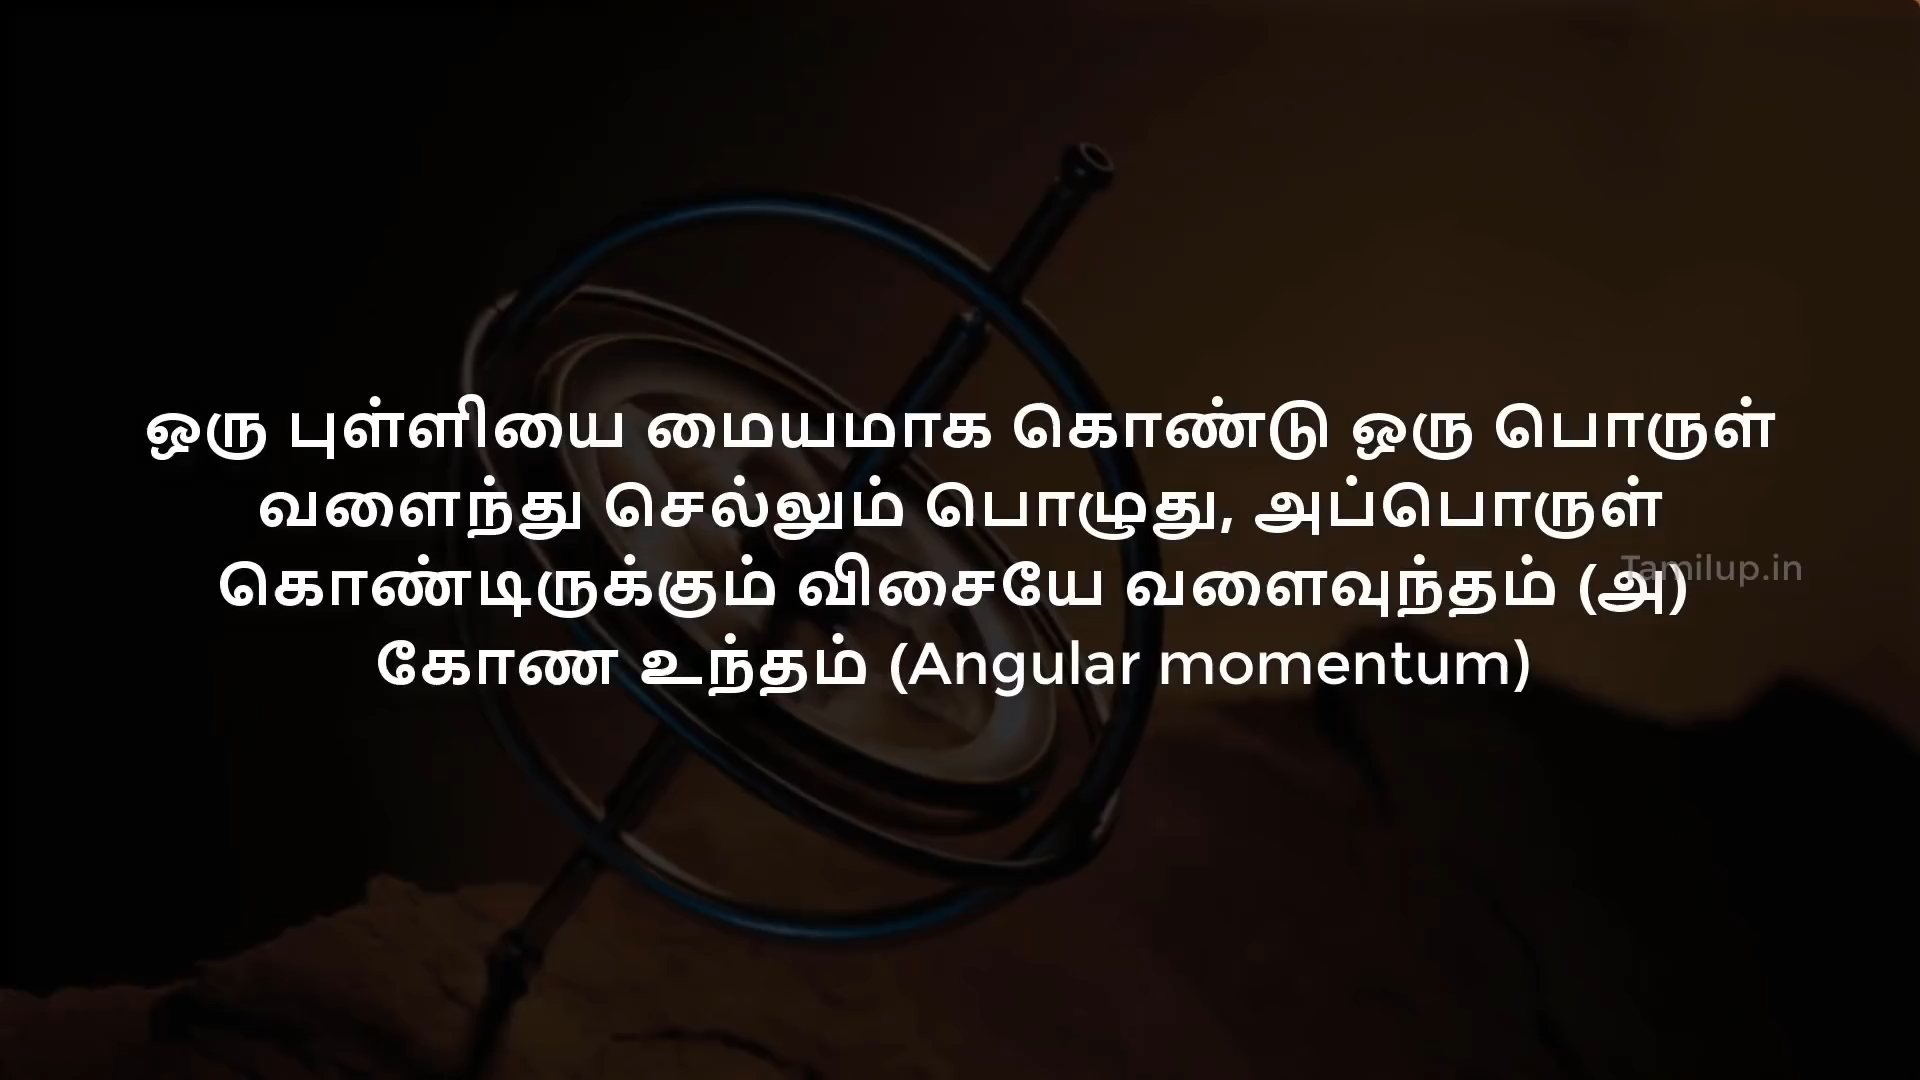 ஒரு புள்ளியை மையமாக கொண்டு ஒரு பொருள்
வளைந்து செல்லும் பொழுது, அப்பொருள்
கொண்டிருக்கும் விசையே வளைவுந்தம் (அ)
கோண உந்தம் (Angular momentum)
Tamilup.in